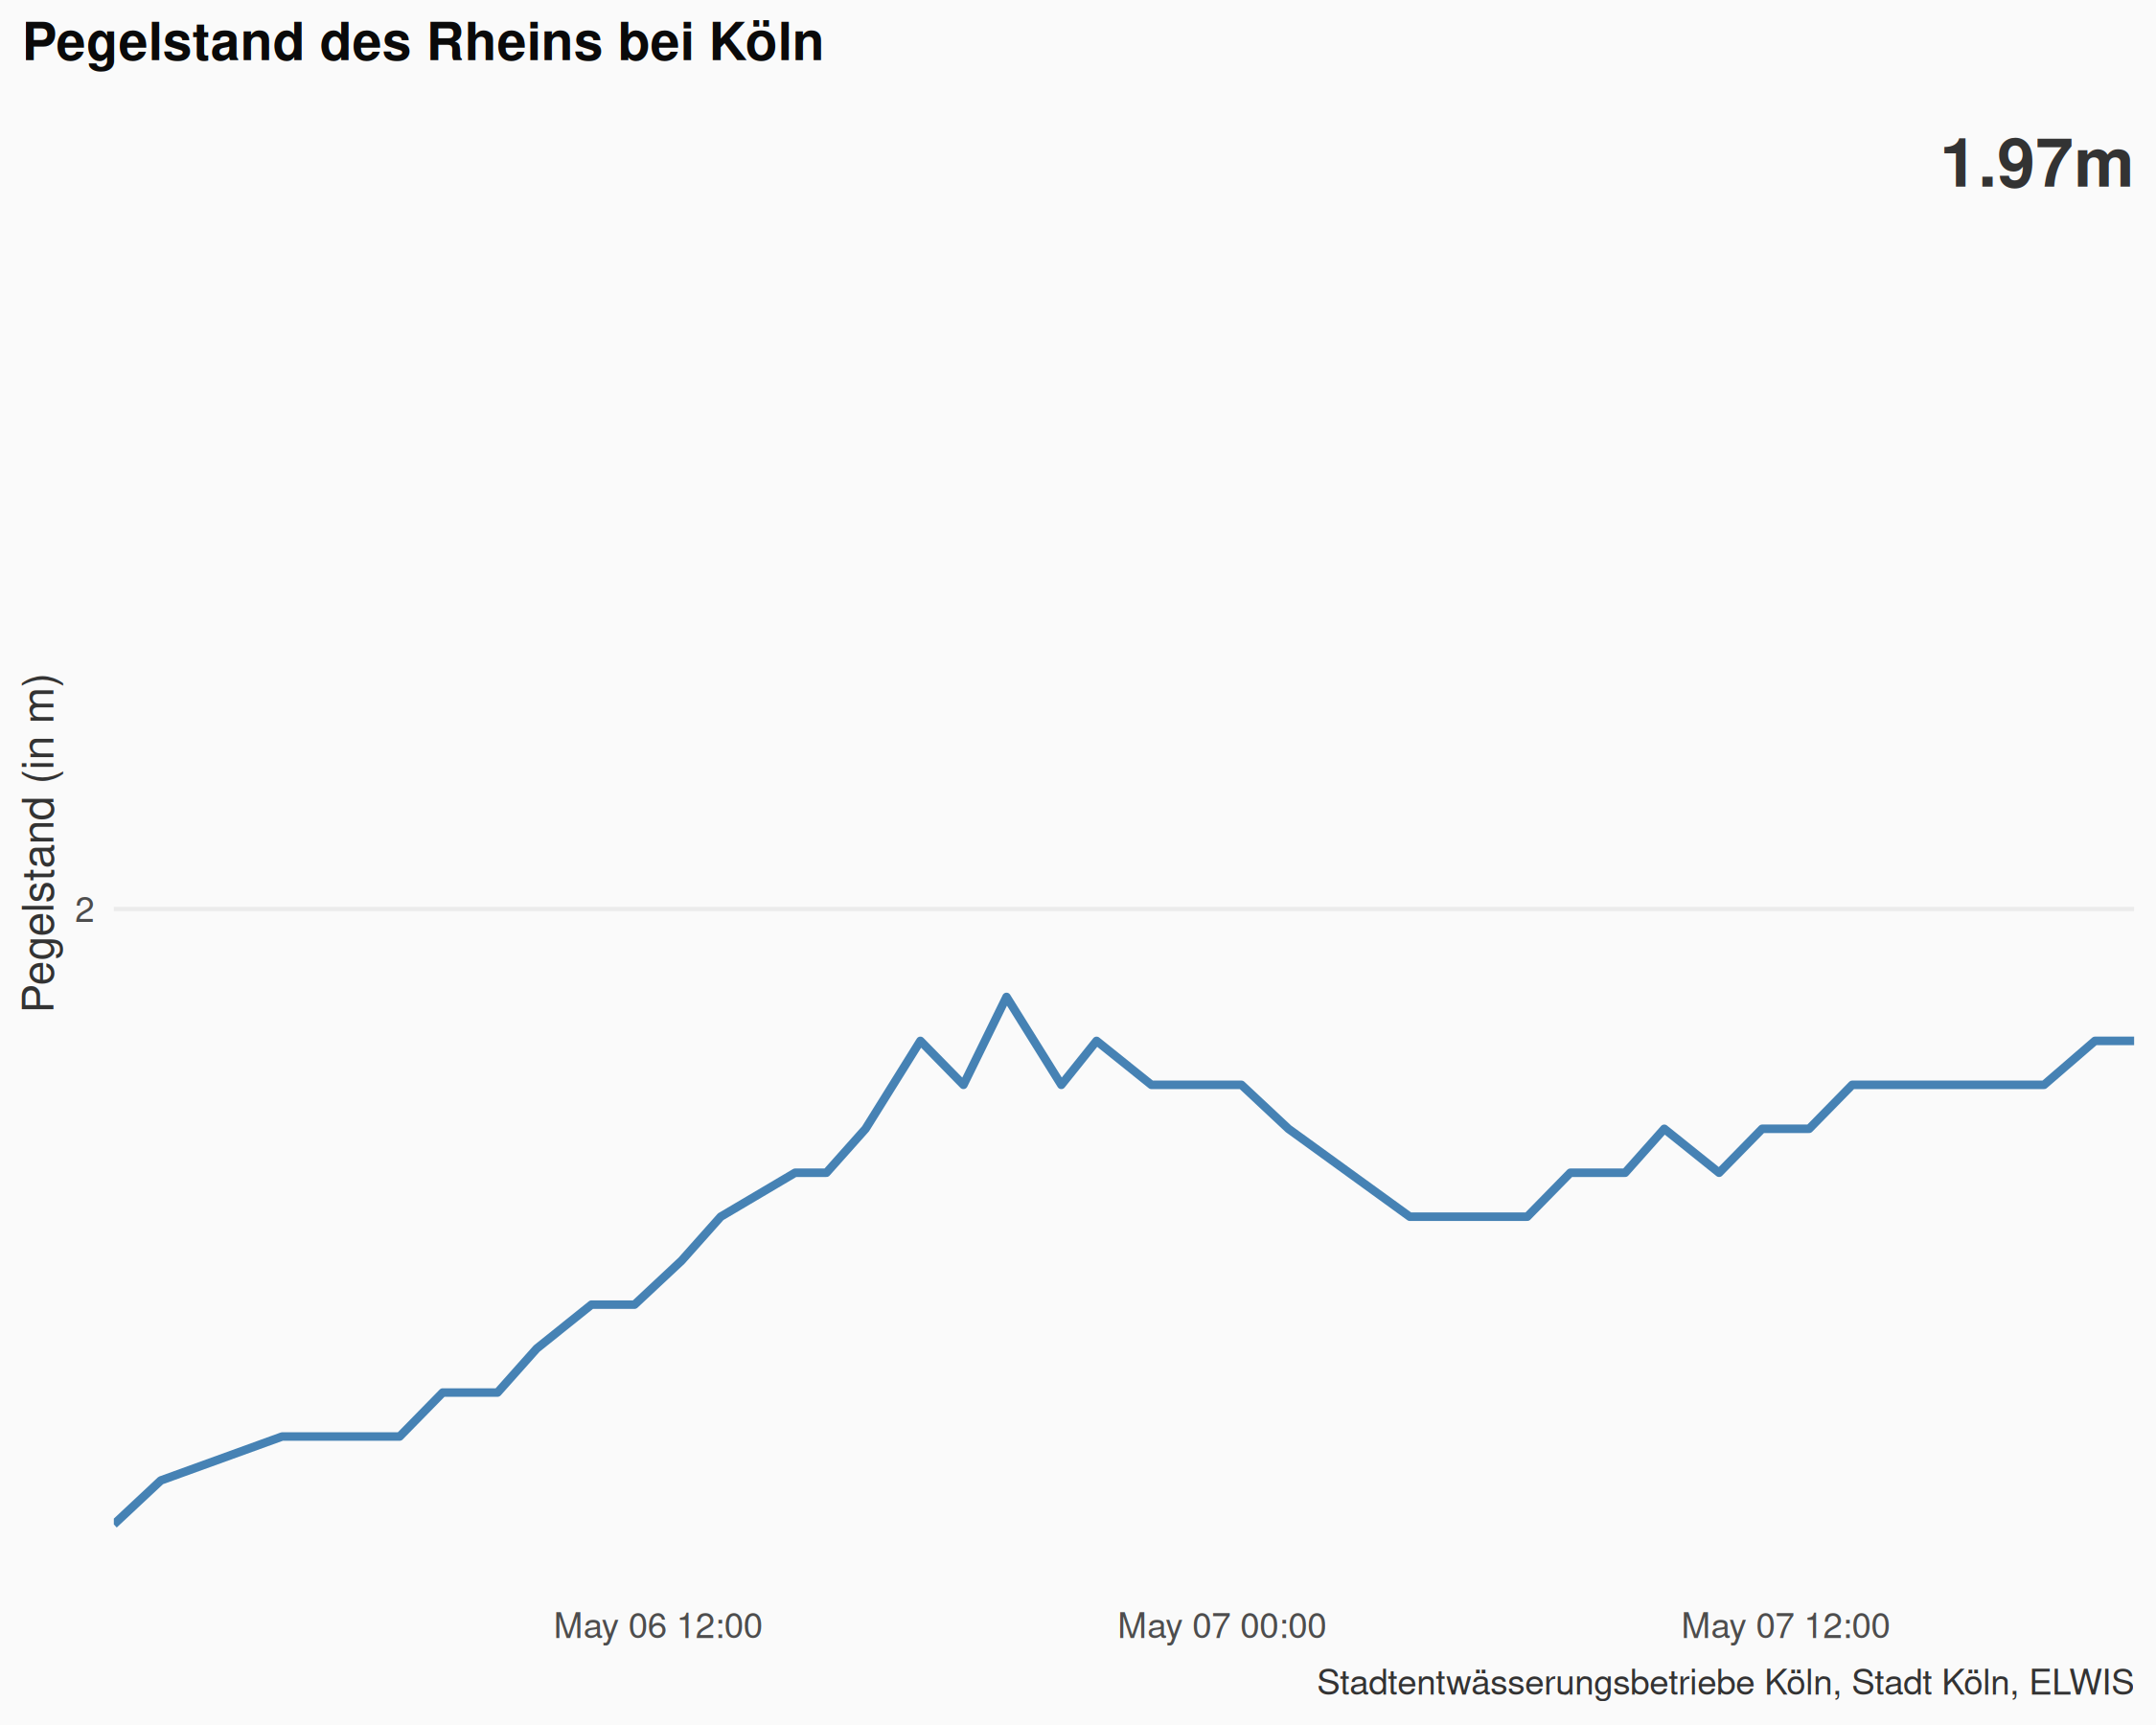 Pegelstand des Rheins bei Köln
1.97m
Pegelstand (in m)
2
May 06 12:00
May 07 00:00
May 07 12:00
Stadtentwässerungsbetriebe Köln, Stadt Köln, ELWIS